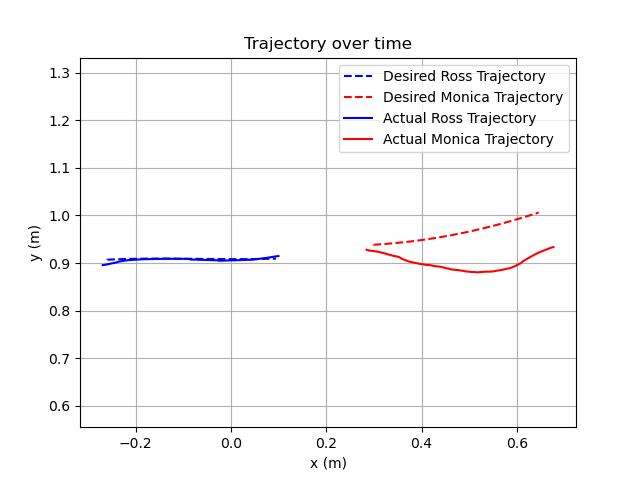 Trajectory over time
Desired Ross Trajectory
Desired Monica Trajectory
Actual Ross Trajectory
Actual Monica Trajectory
y (m)
1.3
1.2
1.1
1.0
0.9
0.8
0.7
0.6
−0.2 0.0 0.2 0.4 0.6
x (m)